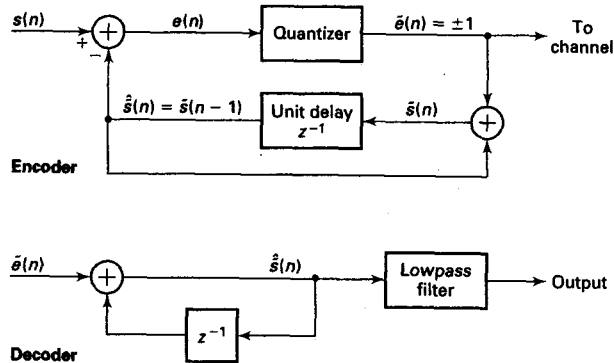 s(n)
+
−
+
e(n)
Quantizer
ẽ(n) = ±1
To
channel
ŝ̃(n) = s̃(n − 1)
Unit delay
z⁻¹
s̃(n)
+
Encoder
ẽ(n)
+
ŝ̃(n)
Lowpass
filter
Output
z⁻¹
Decoder